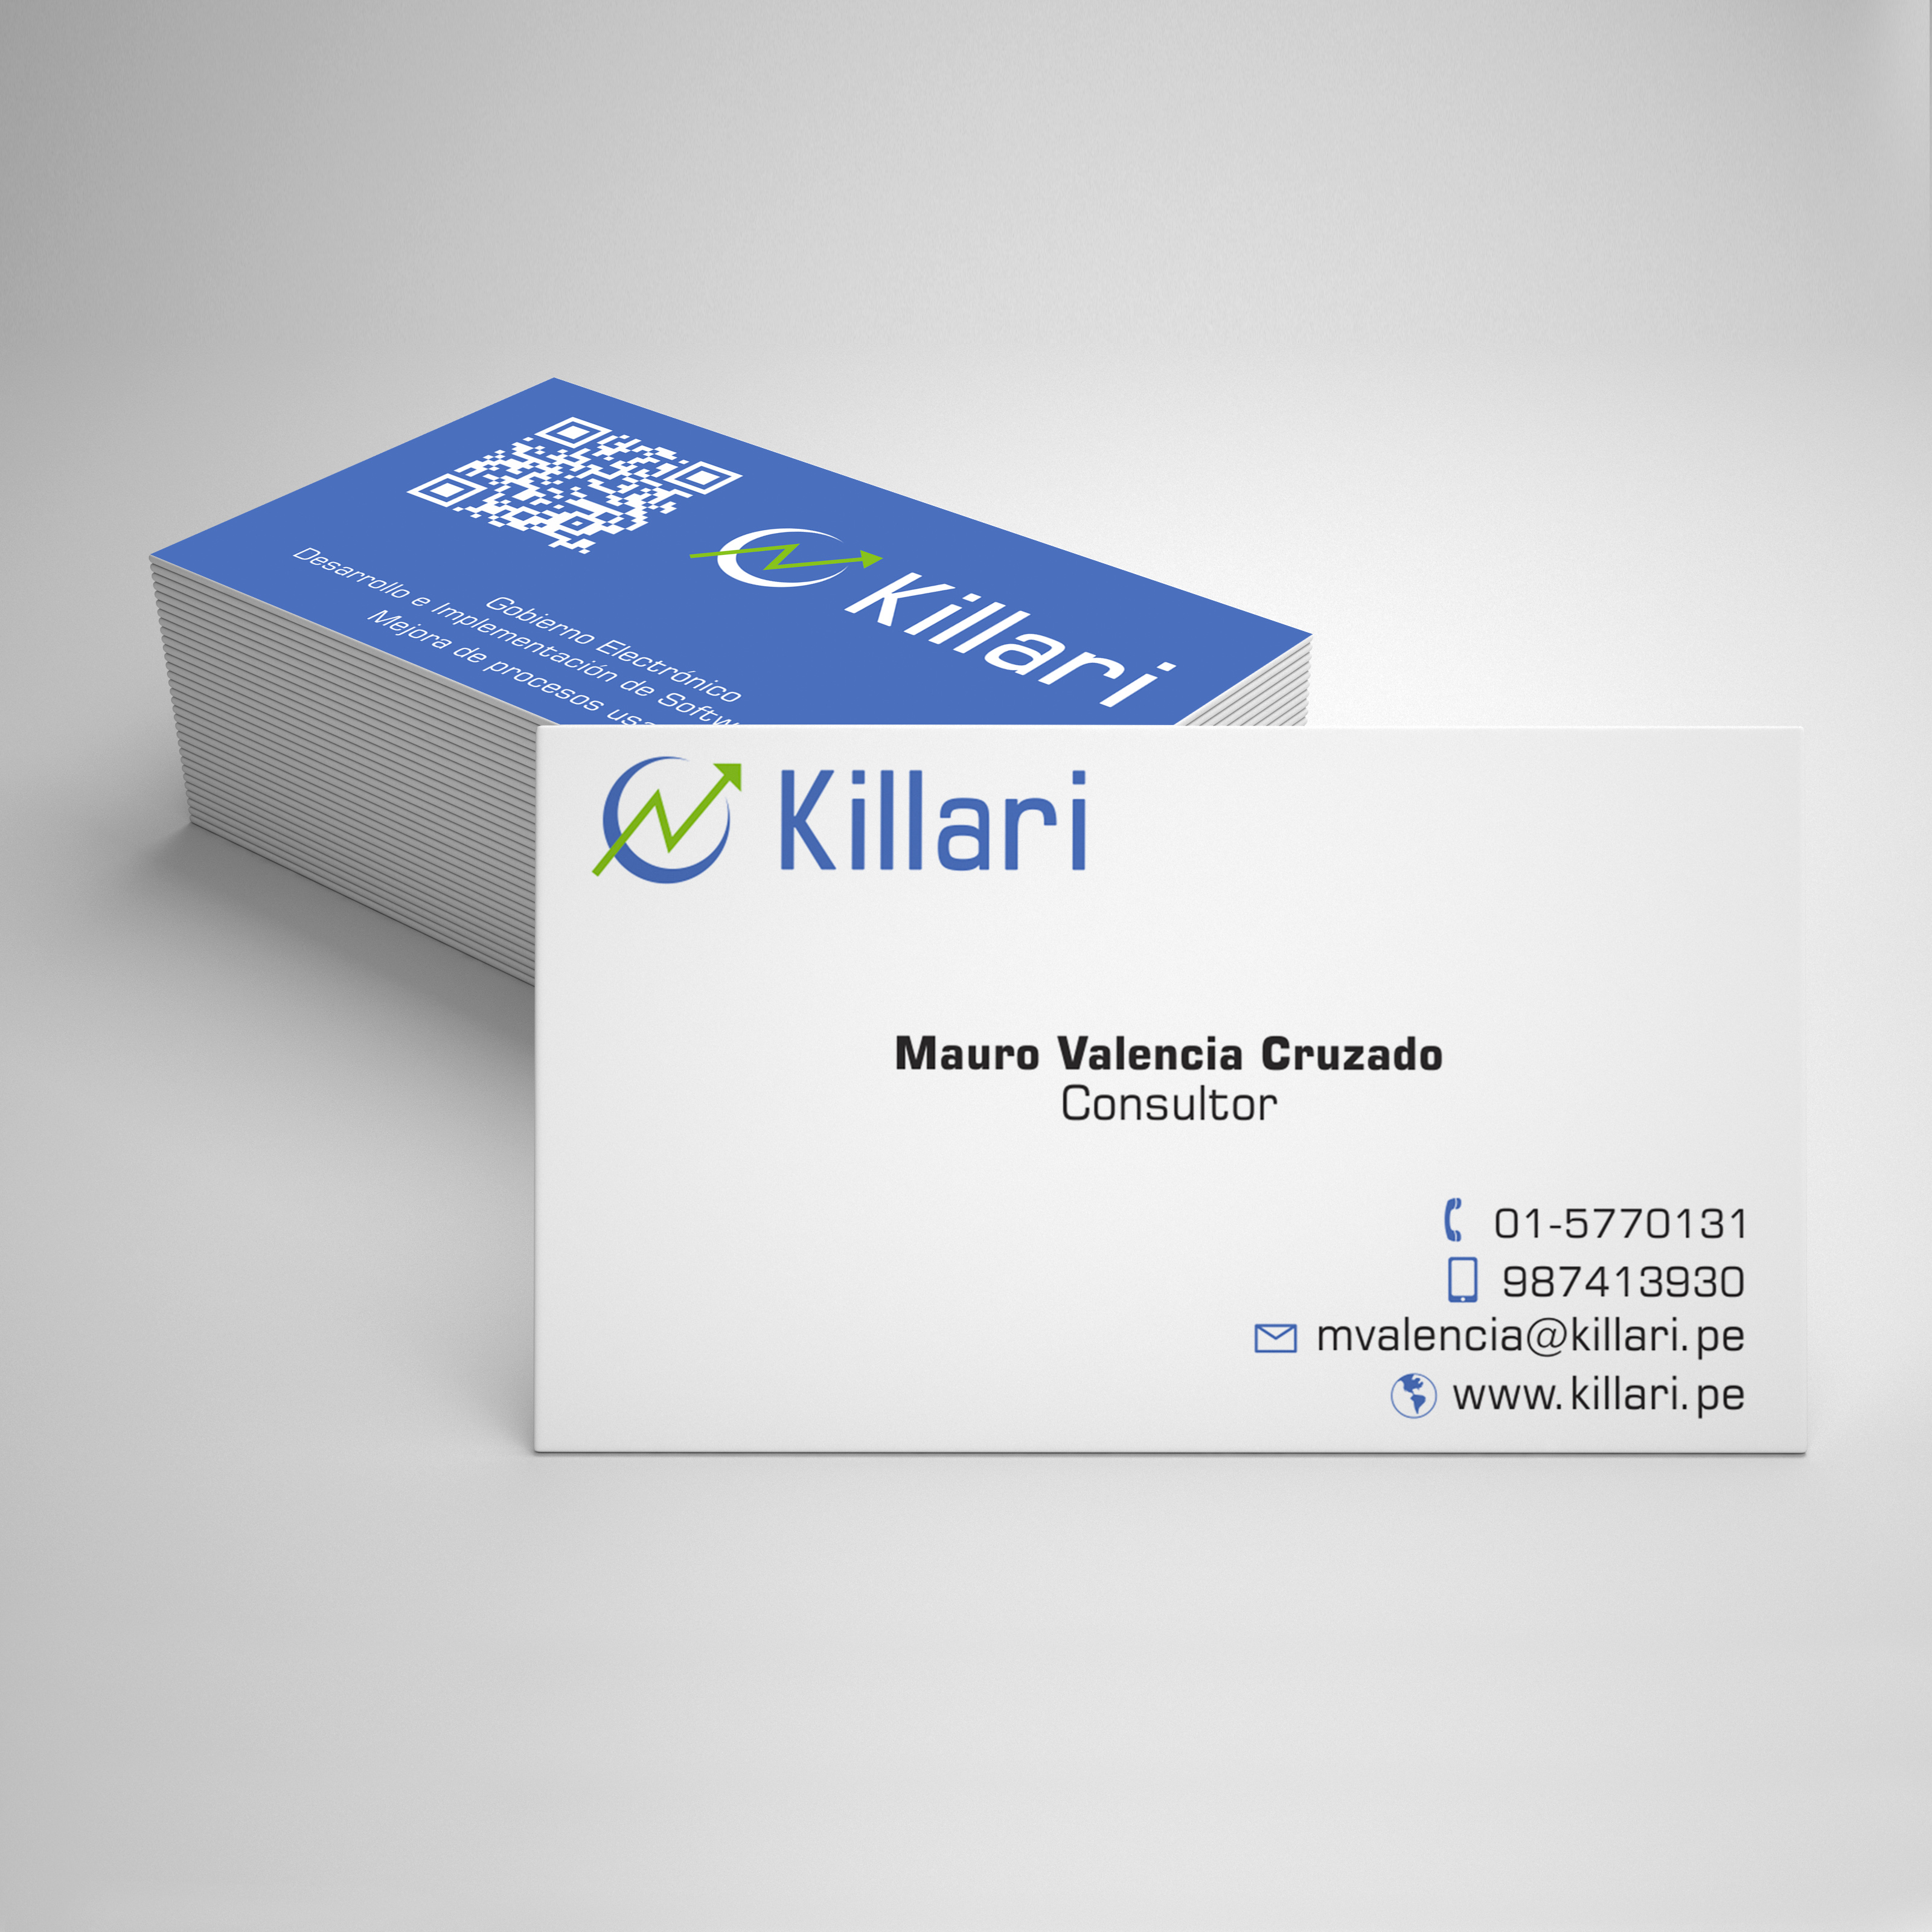 Killari
Gobierno Electrónico
Desarrollo e Implementación de
Mejora de procesos
Killari
Mauro Valencia Cruzado
Consultor
01-5770131
987413930
mvalencia@killari.pe
www.killari.pe